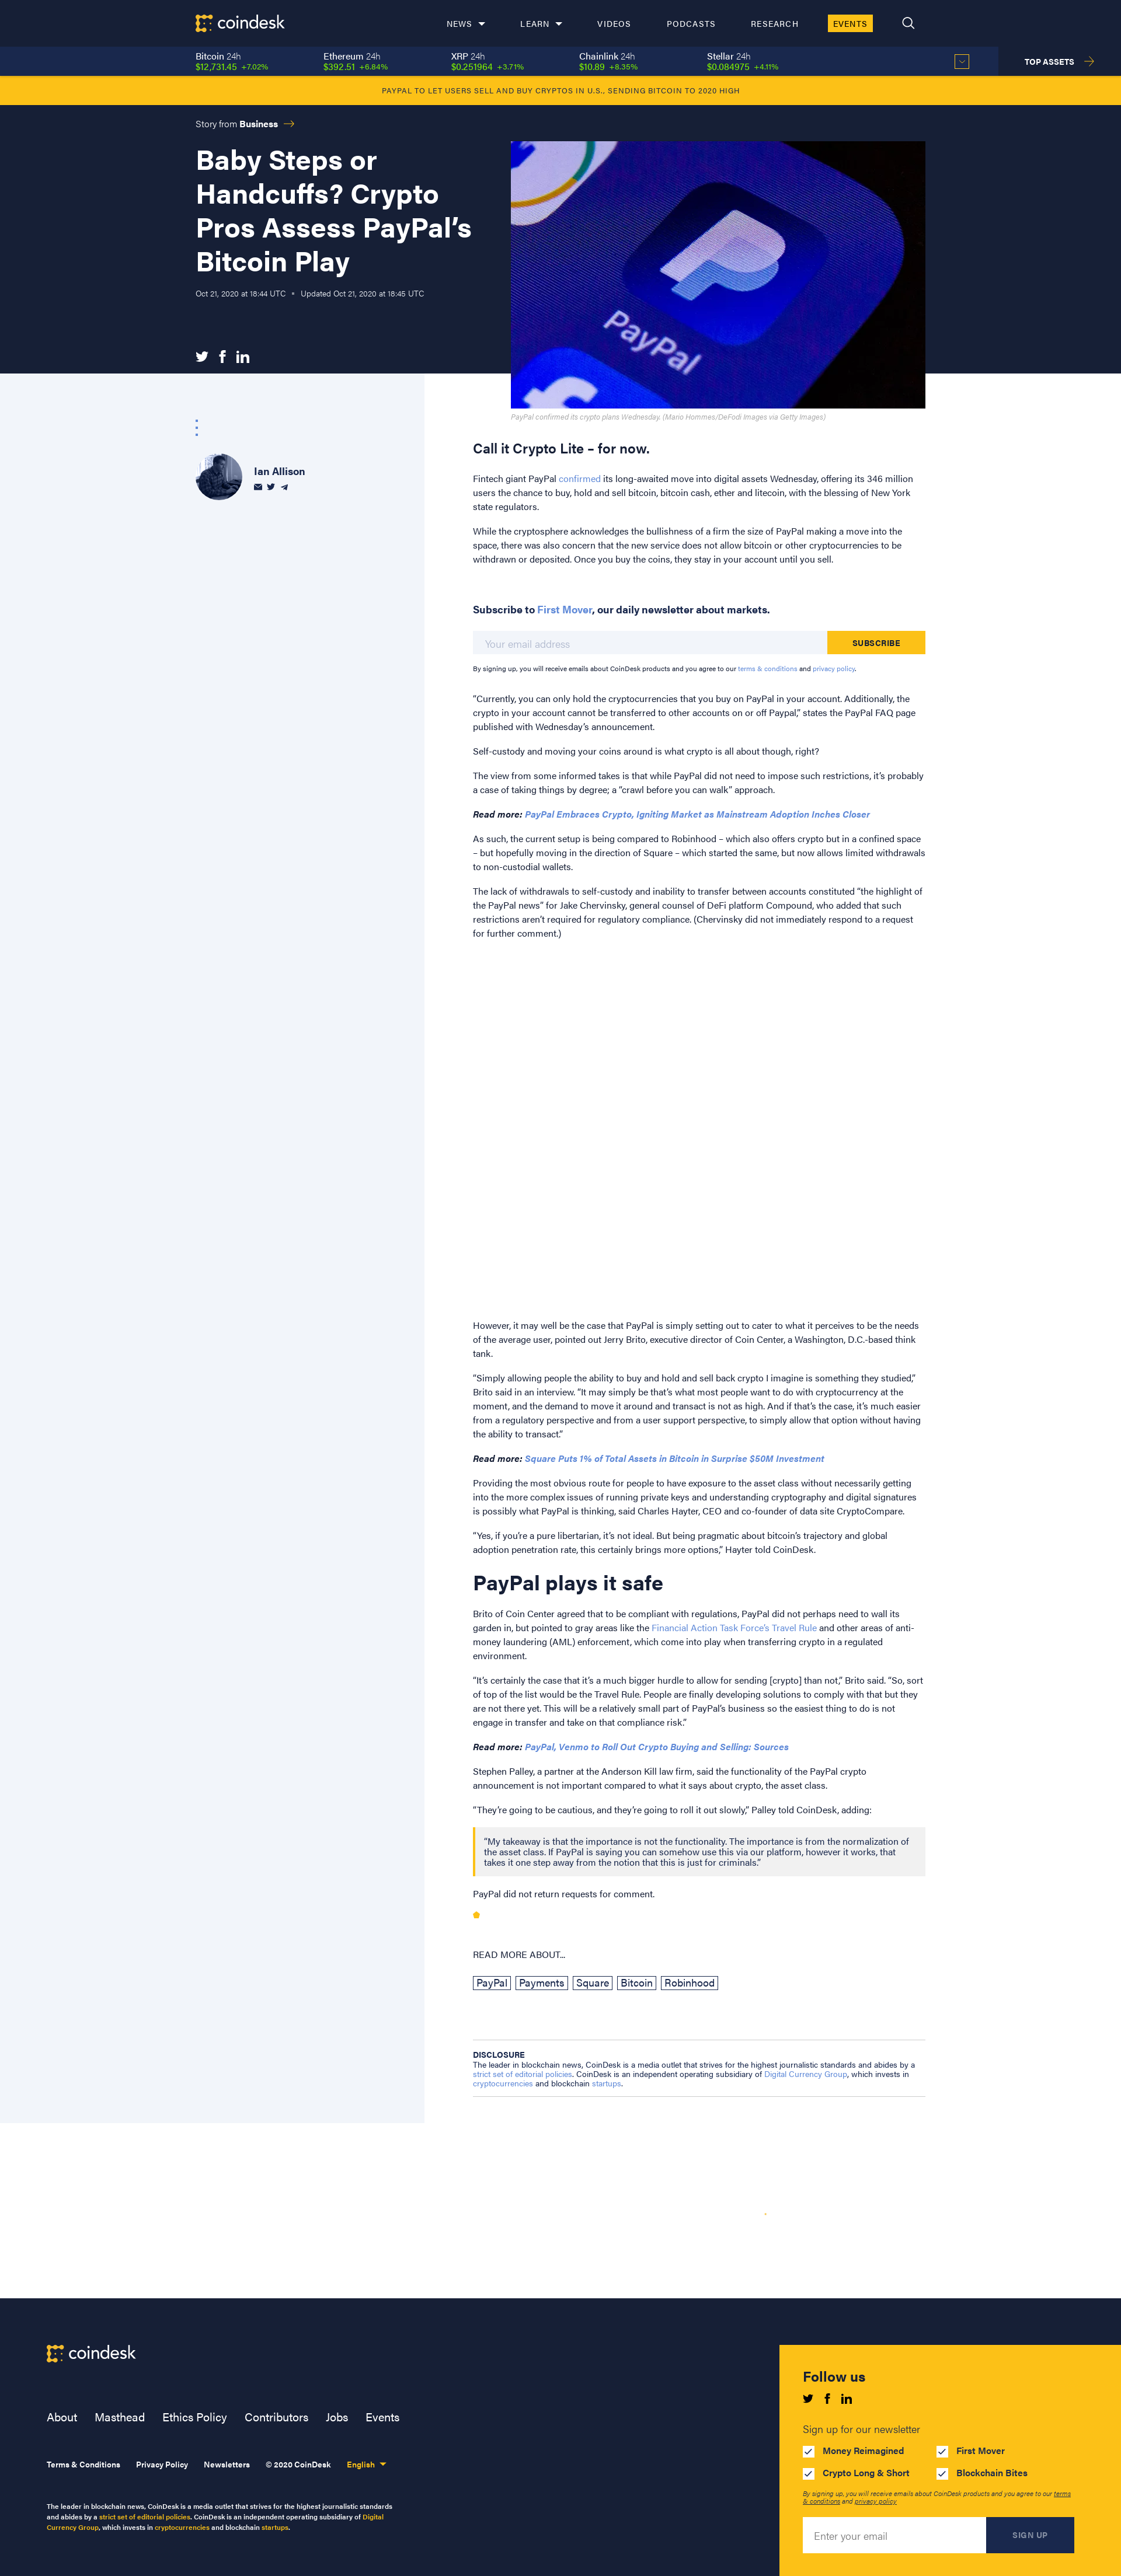 coindesk
NEWS
LEARN
VIDEOS
PODCASTS
RESEARCH
EVENTS
Bitcoin 24h
$12,731.45 +7.02%
Ethereum 24h
$392.51 +6.84%
XRP 24h
$0.251964 +3.71%
Chainlink 24h
$10.89 +8.35%
Stellar 24h
$0.084975 +4.11%
TOP ASSETS
PAYPAL TO LET USERS SELL AND BUY CRYPTOS IN U.S., SENDING BITCOIN TO 2020 HIGH
Story from Business
Baby Steps or
Handcuffs? Crypto
Pros Assess PayPal’s
Bitcoin Play
Oct 21, 2020 at 18:44 UTC • Updated Oct 21, 2020 at 18:45 UTC
PayPal
PayPal confirmed its crypto plans Wednesday. (Mario Hommes/DeFodi Images via Getty Images)
Ian Allison
Call it Crypto Lite – for now.
Fintech giant PayPal confirmed its long-awaited move into digital assets Wednesday, offering its 346 million
users the chance to buy, hold and sell bitcoin, bitcoin cash, ether and litecoin, with the blessing of New York
state regulators.
While the cryptosphere acknowledges the bullishness of a firm the size of PayPal making a move into the
space, there was also concern that the new service does not allow bitcoin or other cryptocurrencies to be
withdrawn or deposited. Once you buy the coins, they stay in your account until you sell.
Subscribe to First Mover, our daily newsletter about markets.
Your email address
SUBSCRIBE
By signing up, you will receive emails about CoinDesk products and you agree to our terms & conditions and privacy policy.
“Currently, you can only hold the cryptocurrencies that you buy on PayPal in your account. Additionally, the
crypto in your account cannot be transferred to other accounts on or off Paypal,” states the PayPal FAQ page
published with Wednesday’s announcement.
Self-custody and moving your coins around is what crypto is all about though, right?
The view from some informed takes is that while PayPal did not need to impose such restrictions, it’s probably
a case of taking things by degree; a “crawl before you can walk” approach.
Read more: PayPal Embraces Crypto, Igniting Market as Mainstream Adoption Inches Closer
As such, the current setup is being compared to Robinhood – which also offers crypto but in a confined space
– but hopefully moving in the direction of Square – which started the same, but now allows limited withdrawals
to non-custodial wallets.
The lack of withdrawals to self-custody and inability to transfer between accounts constituted “the highlight of
the PayPal news” for Jake Chervinsky, general counsel of DeFi platform Compound, who added that such
restrictions aren’t required for regulatory compliance. (Chervinsky did not immediately respond to a request
for further comment.)
However, it may well be the case that PayPal is simply setting out to cater to what it perceives to be the needs
of the average user, pointed out Jerry Brito, executive director of Coin Center, a Washington, D.C.-based think
tank.
“Simply allowing people the ability to buy and hold and sell back crypto I imagine is something they studied,”
Brito said in an interview. “It may simply be that’s what most people want to do with cryptocurrency at the
moment, and the demand to move it around and transact is not as high. And if that’s the case, it’s much easier
from a regulatory perspective and from a user support perspective, to simply allow that option without having
the ability to transact.”
Read more: Square Puts 1% of Total Assets in Bitcoin in Surprise $50M Investment
Providing the most obvious route for people to have exposure to the asset class without necessarily getting
into the more complex issues of running private keys and understanding cryptography and digital signatures
is possibly what PayPal is thinking, said Charles Hayter, CEO and co-founder of data site CryptoCompare.
“Yes, if you’re a pure libertarian, it’s not ideal. But being pragmatic about bitcoin’s trajectory and global
adoption penetration rate, this certainly brings more options,” Hayter told CoinDesk.
PayPal plays it safe
Brito of Coin Center agreed that to be compliant with regulations, PayPal did not perhaps need to wall its
garden in, but pointed to gray areas like the Financial Action Task Force’s Travel Rule and other areas of anti-
money laundering (AML) enforcement, which come into play when transferring crypto in a regulated
environment.
“It’s certainly the case that it’s a much bigger hurdle to allow for sending [crypto] than not,” Brito said. “So, sort
of top of the list would be the Travel Rule. People are finally developing solutions to comply with that but they
are not there yet. This will be a relatively small part of PayPal’s business so the easiest thing to do is not
engage in transfer and take on that compliance risk.”
Read more: PayPal, Venmo to Roll Out Crypto Buying and Selling: Sources
Stephen Palley, a partner at the Anderson Kill law firm, said the functionality of the PayPal crypto
announcement is not important compared to what it says about crypto, the asset class.
“They’re going to be cautious, and they’re going to roll it out slowly,” Palley told CoinDesk, adding:
“My takeaway is that the importance is not the functionality. The importance is from the normalization of
the asset class. If PayPal is saying you can somehow use this via our platform, however it works, that
takes it one step away from the notion that this is just for criminals.”
PayPal did not return requests for comment.
READ MORE ABOUT...
PayPal
Payments
Square
Bitcoin
Robinhood
DISCLOSURE
The leader in blockchain news, CoinDesk is a media outlet that strives for the highest journalistic standards and abides by a
strict set of editorial policies. CoinDesk is an independent operating subsidiary of Digital Currency Group, which invests in
cryptocurrencies and blockchain startups.
coindesk
About
Masthead
Ethics Policy
Contributors
Jobs
Events
Terms & Conditions
Privacy Policy
Newsletters
© 2020 CoinDesk
English
The leader in blockchain news, CoinDesk is a media outlet that strives for the highest journalistic standards
and abides by a strict set of editorial policies. CoinDesk is an independent operating subsidiary of Digital
Currency Group, which invests in cryptocurrencies and blockchain startups.
Follow us
Sign up for our newsletter
Money Reimagined
First Mover
Crypto Long & Short
Blockchain Bites
By signing up, you will receive emails about CoinDesk products and you agree to our terms
& conditions and privacy policy
Enter your email
SIGN UP